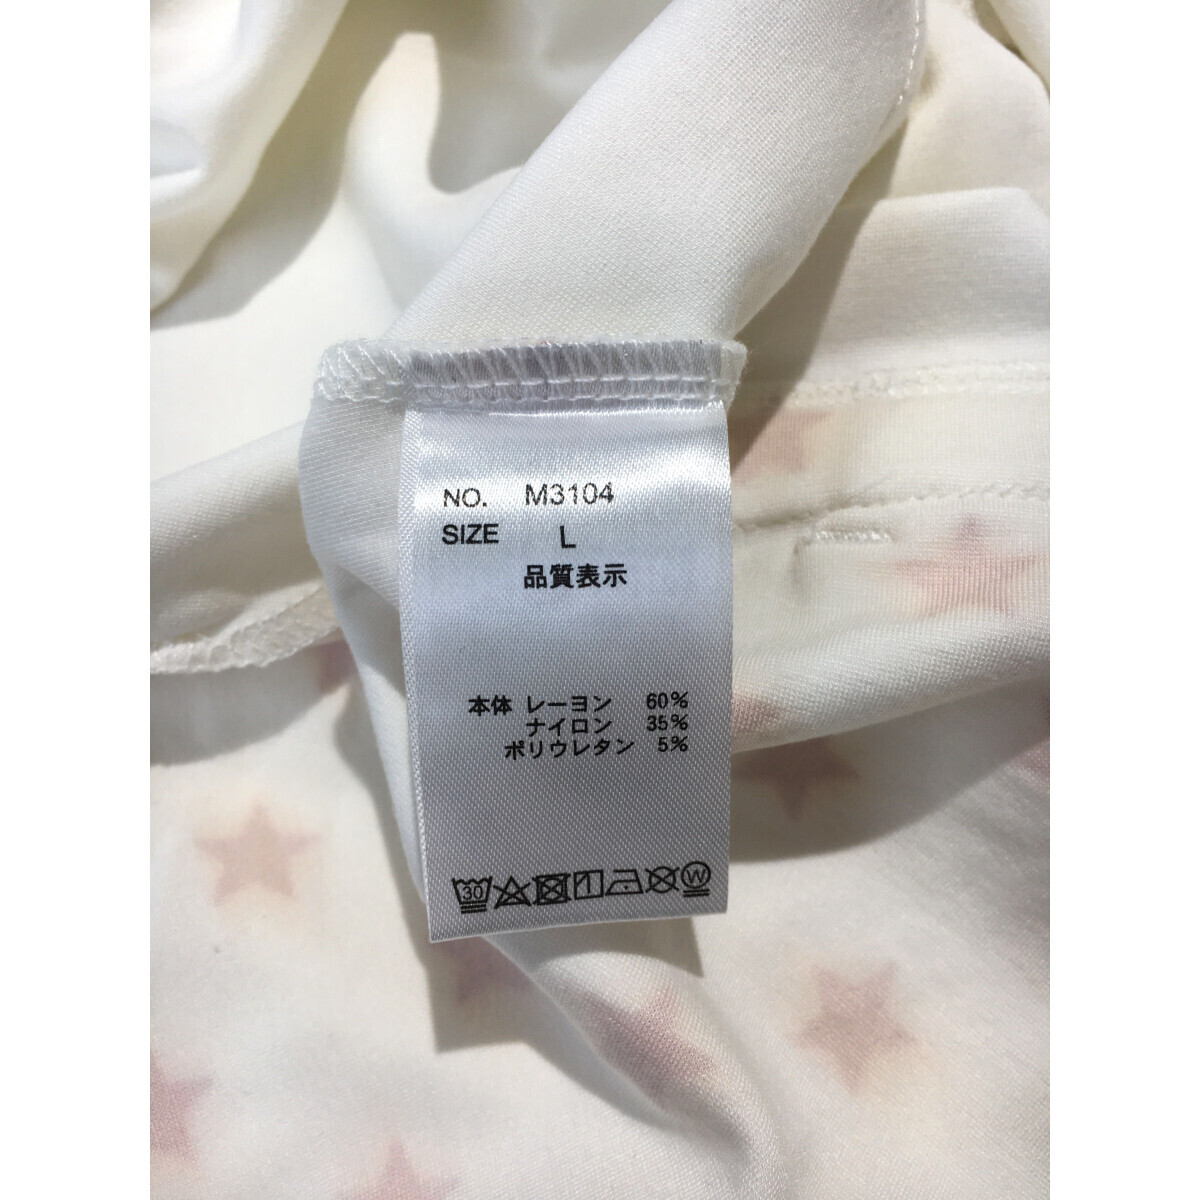 NO. M3104
SIZE L
品質表示
本体 レーヨン 60%
ナイロン 35%
ポリウレタン 5%
30 W